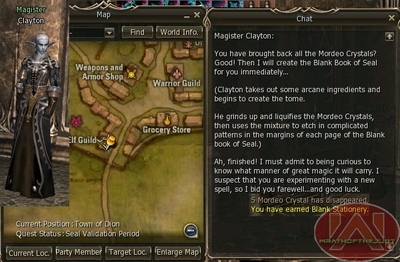 Magister
Clayton
Map
Find
World Info.
Weapons and
Armor Shop
Warrior Guild
Elf Guild
Grocery Store
Current Position : Town of Dion
Quest Status : Seal Validation
Period
Current Loc.
Party Member
Target Loc.
Enlarge Map
Chat
Magister Clayton:
You have brought back all the Mordeo Crystals?
Good! Then I will create the Blank Book of Seal
for you immediately...
(Clayton takes out some arcane ingredients and
begins to create the tome.
He grinds up and liquifies the Mordeo Crystals,
then uses the mixture to etch in complicated
patterns in the margins of each page of the Blank
book of Seal.)
Ah, finished! I must admit to being curious to
know what manner of great magic it will carry. I
suspect that you are experimenting with a new
spell, so I bid you farewell...and good luck.
5 Mordeo Crystal has disappeared.
You have earned Blank Stationery.